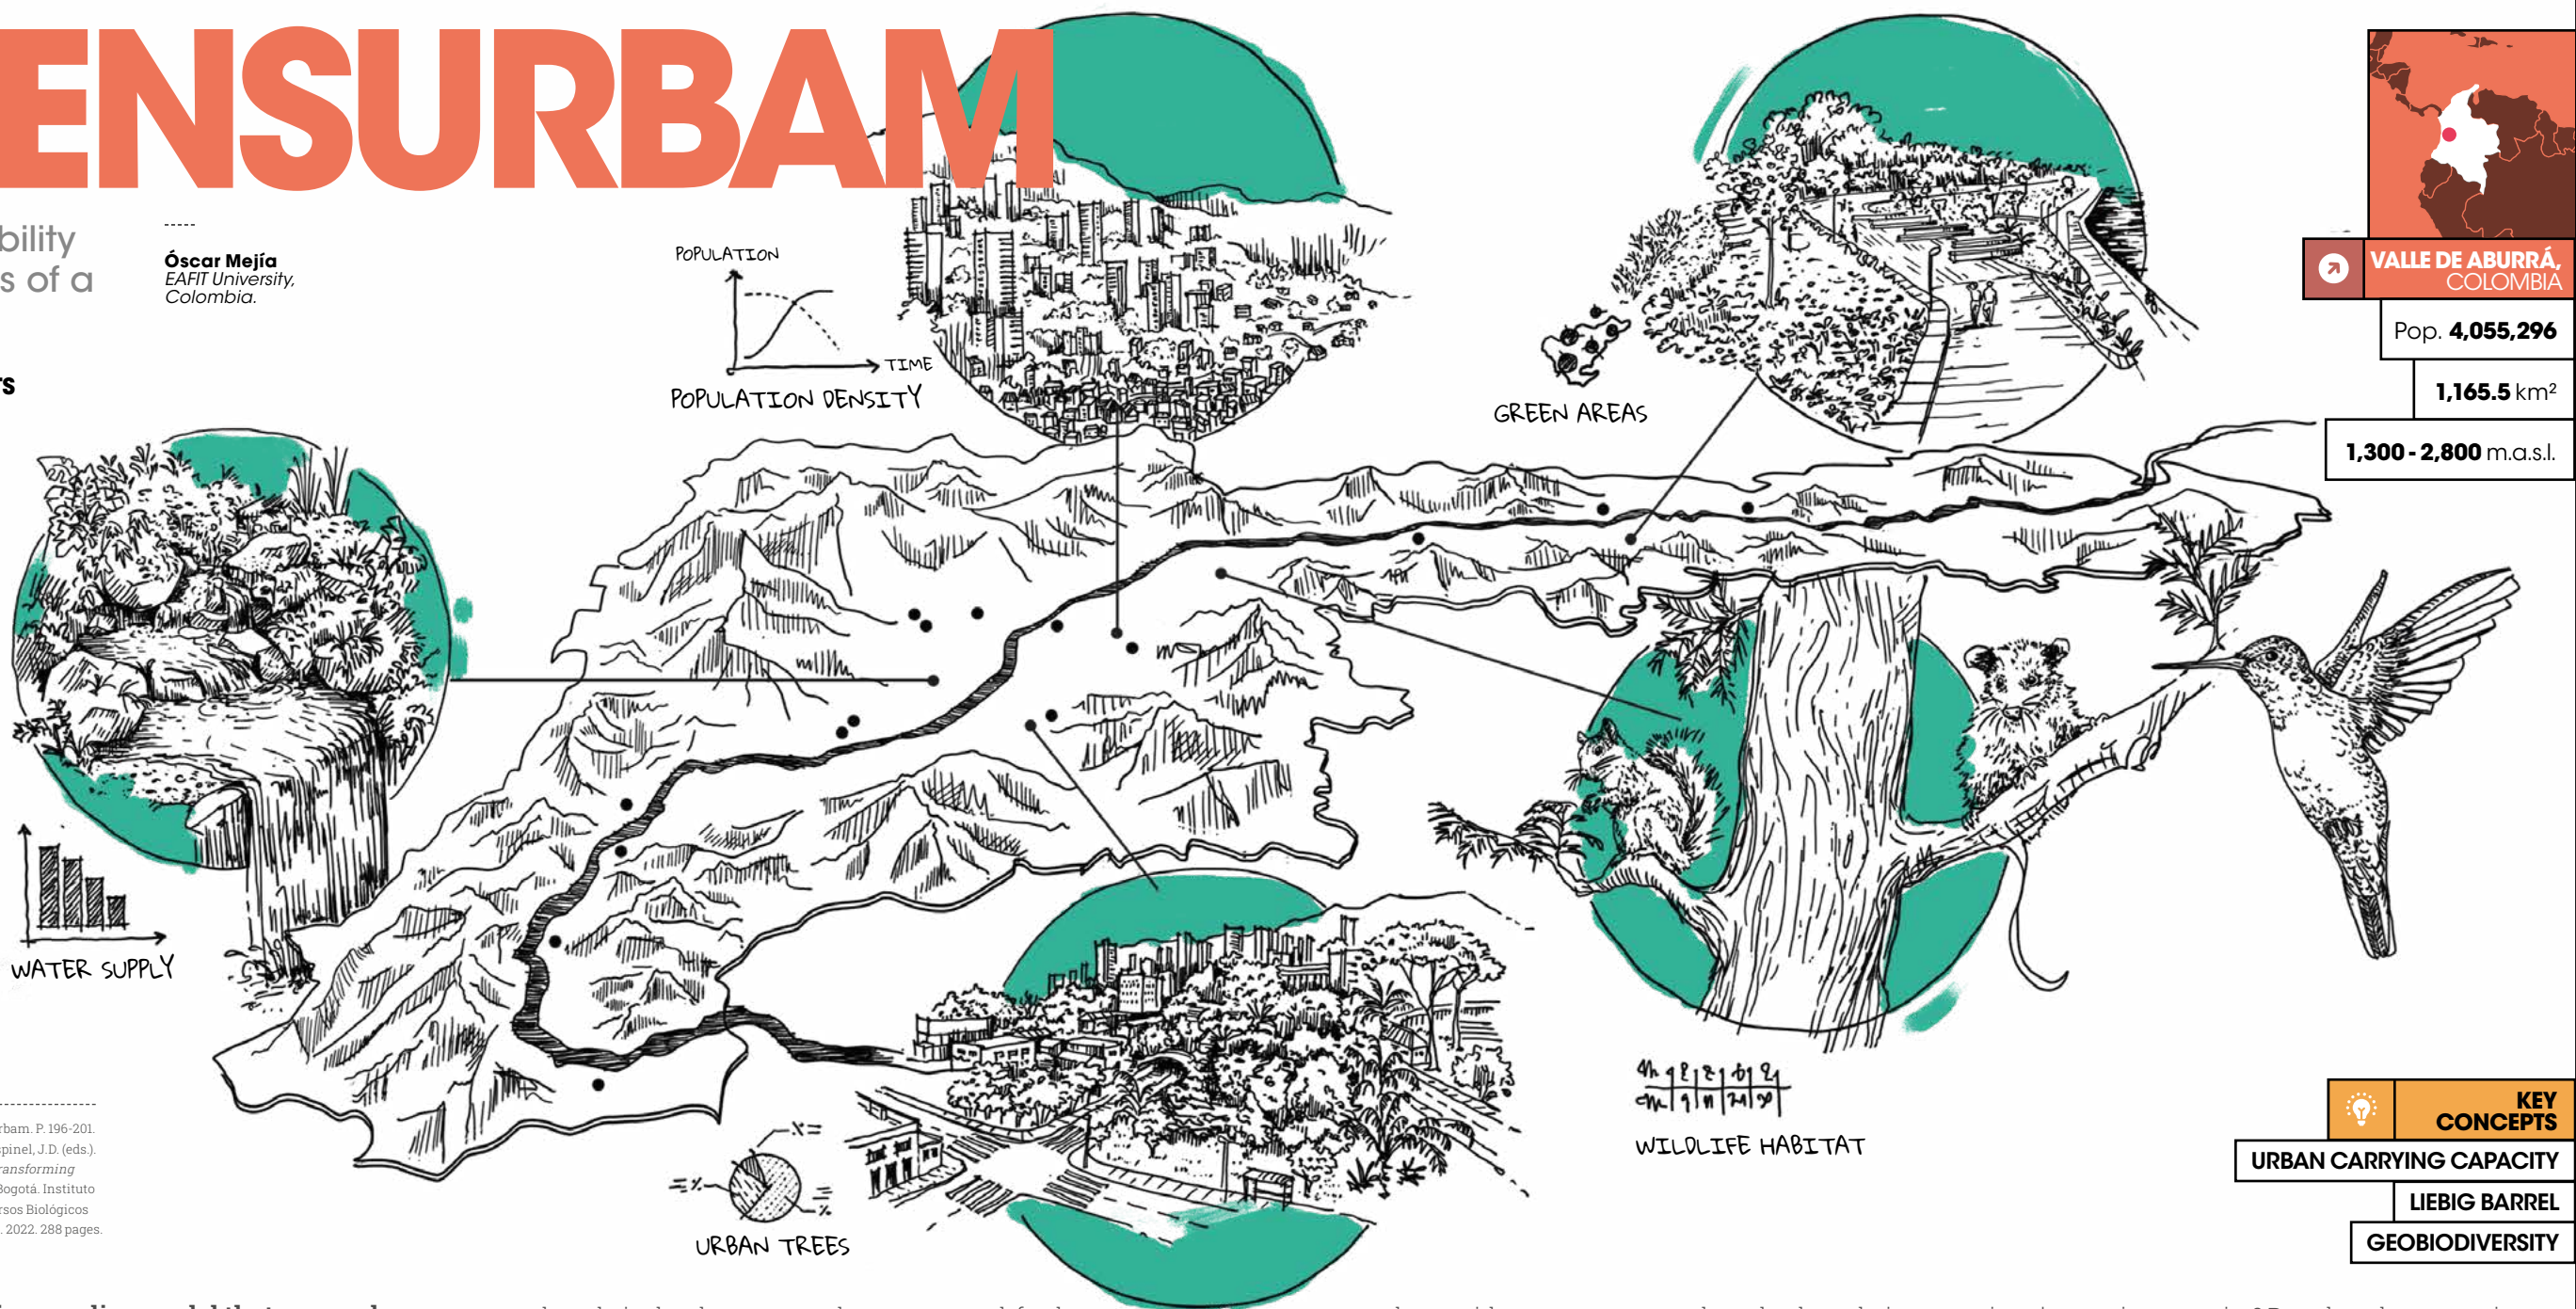 ENSURBAM
bility
s of a
Óscar Mejía
EAFIT University,
Colombia.
TS
POPULATION
TIME
POPULATION DENSITY
GREEN AREAS
VALLE DE ABURRÁ,
COLOMBIA
Pop. 4,055,296
1,165.5 km²
1,300 - 2,800 m.a.s.l.
WATER SUPPLY
URBAN TREES
WILDLIFE HABITAT
rbam. P. 196-201.
spinel, J.D. (eds.).
ransforming
Bogotá. Instituto
rsos Biológicos
. 2022. 288 pages.
KEY
CONCEPTS
URBAN CARRYING CAPACITY
LIEBIG BARREL
GEOBIODIVERSITY